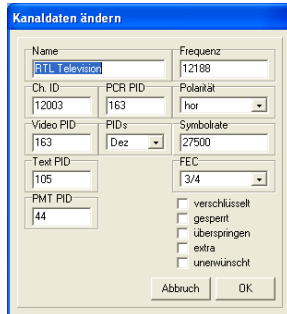 Kanaldaten ändern
Name
Frequenz
RTL Television
12188
Ch. ID
PCR PID
Polarität
12003
163
hor
Video PID
PIDs
Symbolrate
163
Dez
27500
Text PID
FEC
105
3/4
PMT PID
44
verschlüsselt
gesperrt
überspringen
extra
unerwünscht
Abbruch
OK